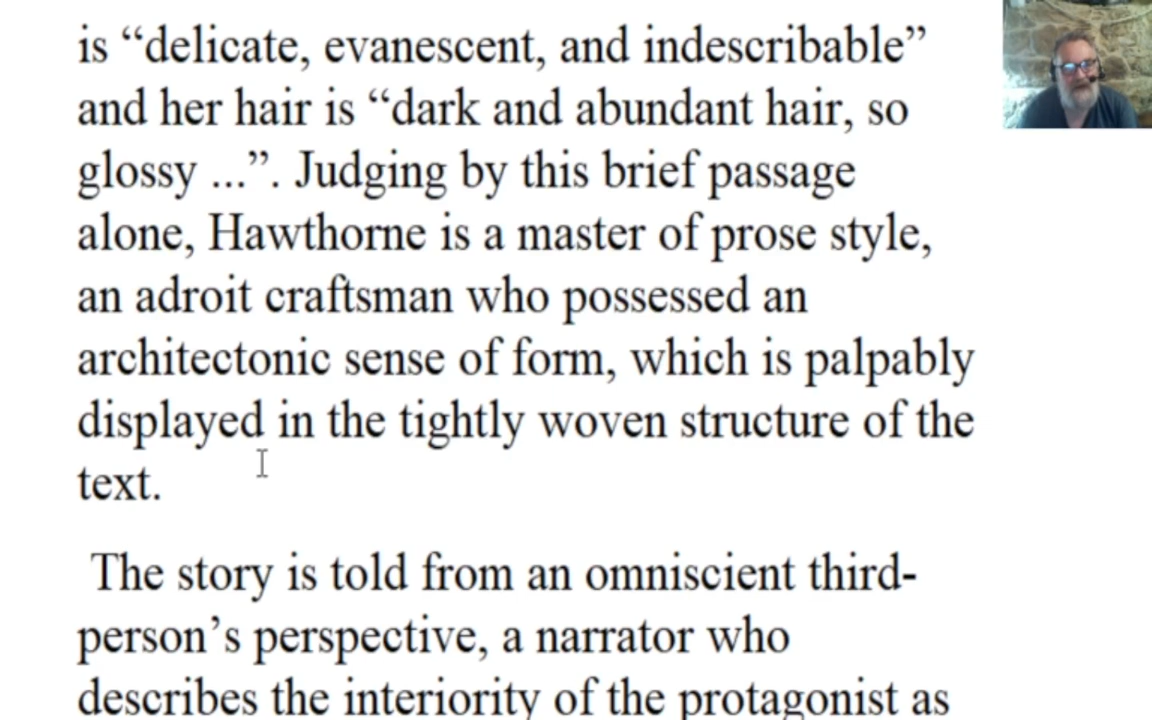 is “delicate, evanescent, and indescribable”
and her hair is “dark and abundant hair, so
glossy ...”. Judging by this brief passage
alone, Hawthorne is a master of prose style,
an adroit craftsman who possessed an
architectonic sense of form, which is palpably
displayed in the tightly woven structure of the
text.
The story is told from an omniscient third-
person’s perspective, a narrator who
describes the interiority of the protagonist as